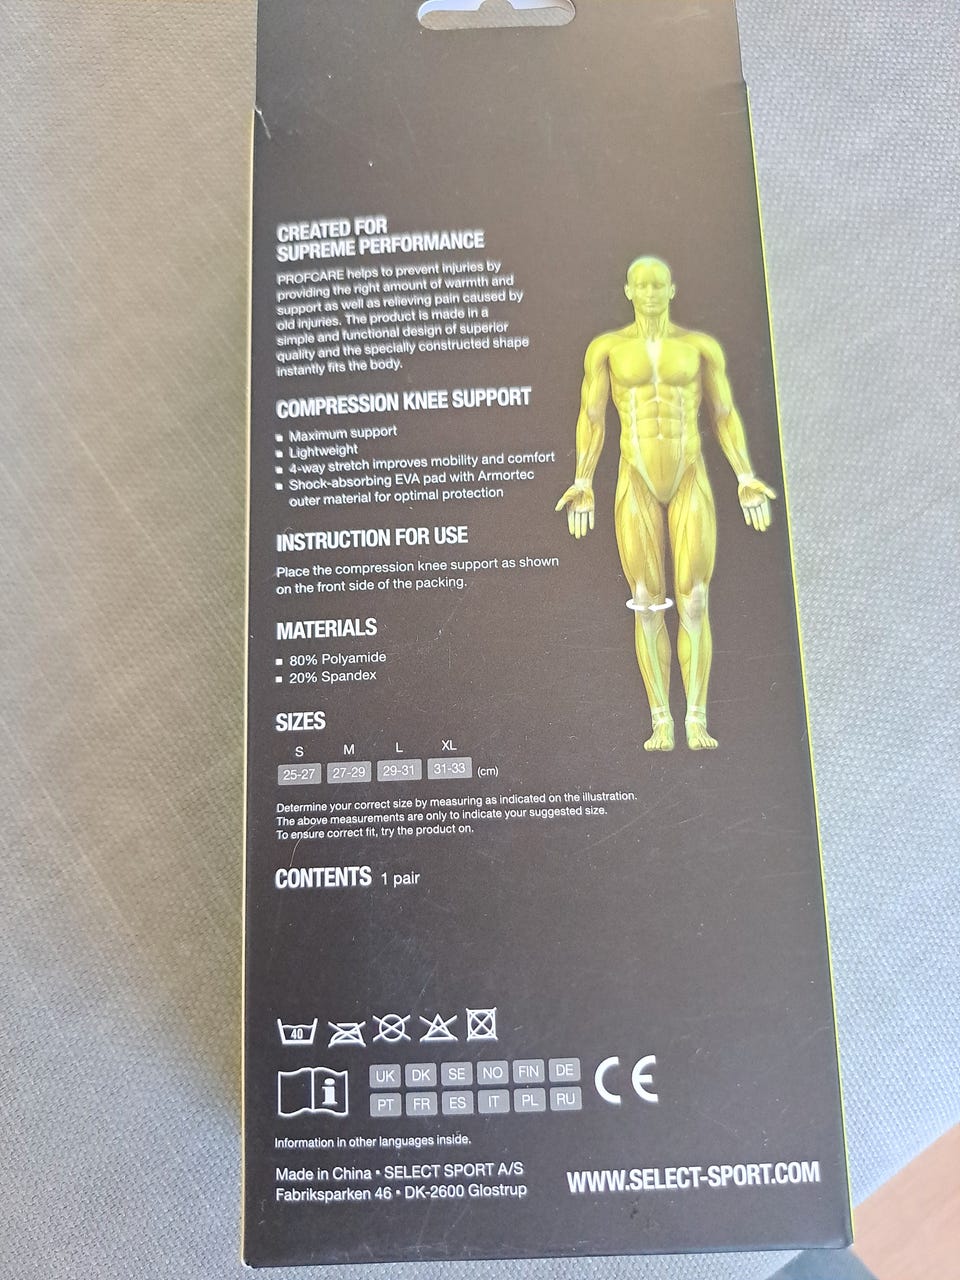 CREATED FOR
SUPREME PERFORMANCE
PROFCARE helps to prevent injuries by
providing the right amount of warmth and
support as well as relieving pain caused by
old injuries. The product is made in a
simple and functional design of superior
quality and the specially constructed shape
instantly fits the body.
COMPRESSION KNEE SUPPORT
▪ Maximum support
▪ Lightweight
▪ 4-way stretch improves mobility and comfort
▪ Shock-absorbing EVA pad with Armortec
outer material for optimal protection
INSTRUCTION FOR USE
Place the compression knee support as shown
on the front side of the packing.
MATERIALS
▪ 80% Polyamide
▪ 20% Spandex
SIZES
S M L XL
25-27 27-29 29-31 31-33 (cm)
Determine your correct size by measuring as indicated on the illustration.
The above measurements are only to indicate your suggested size.
To ensure correct fit, try the product on.
CONTENTS 1 pair
40
i UK DK SE NO FIN DE CE
PT FR ES IT PL RU
Information in other languages inside.
Made in China • SELECT SPORT A/S
Fabriksparken 46 • DK-2600 Glostrup
WWW.SELECT-SPORT.COM